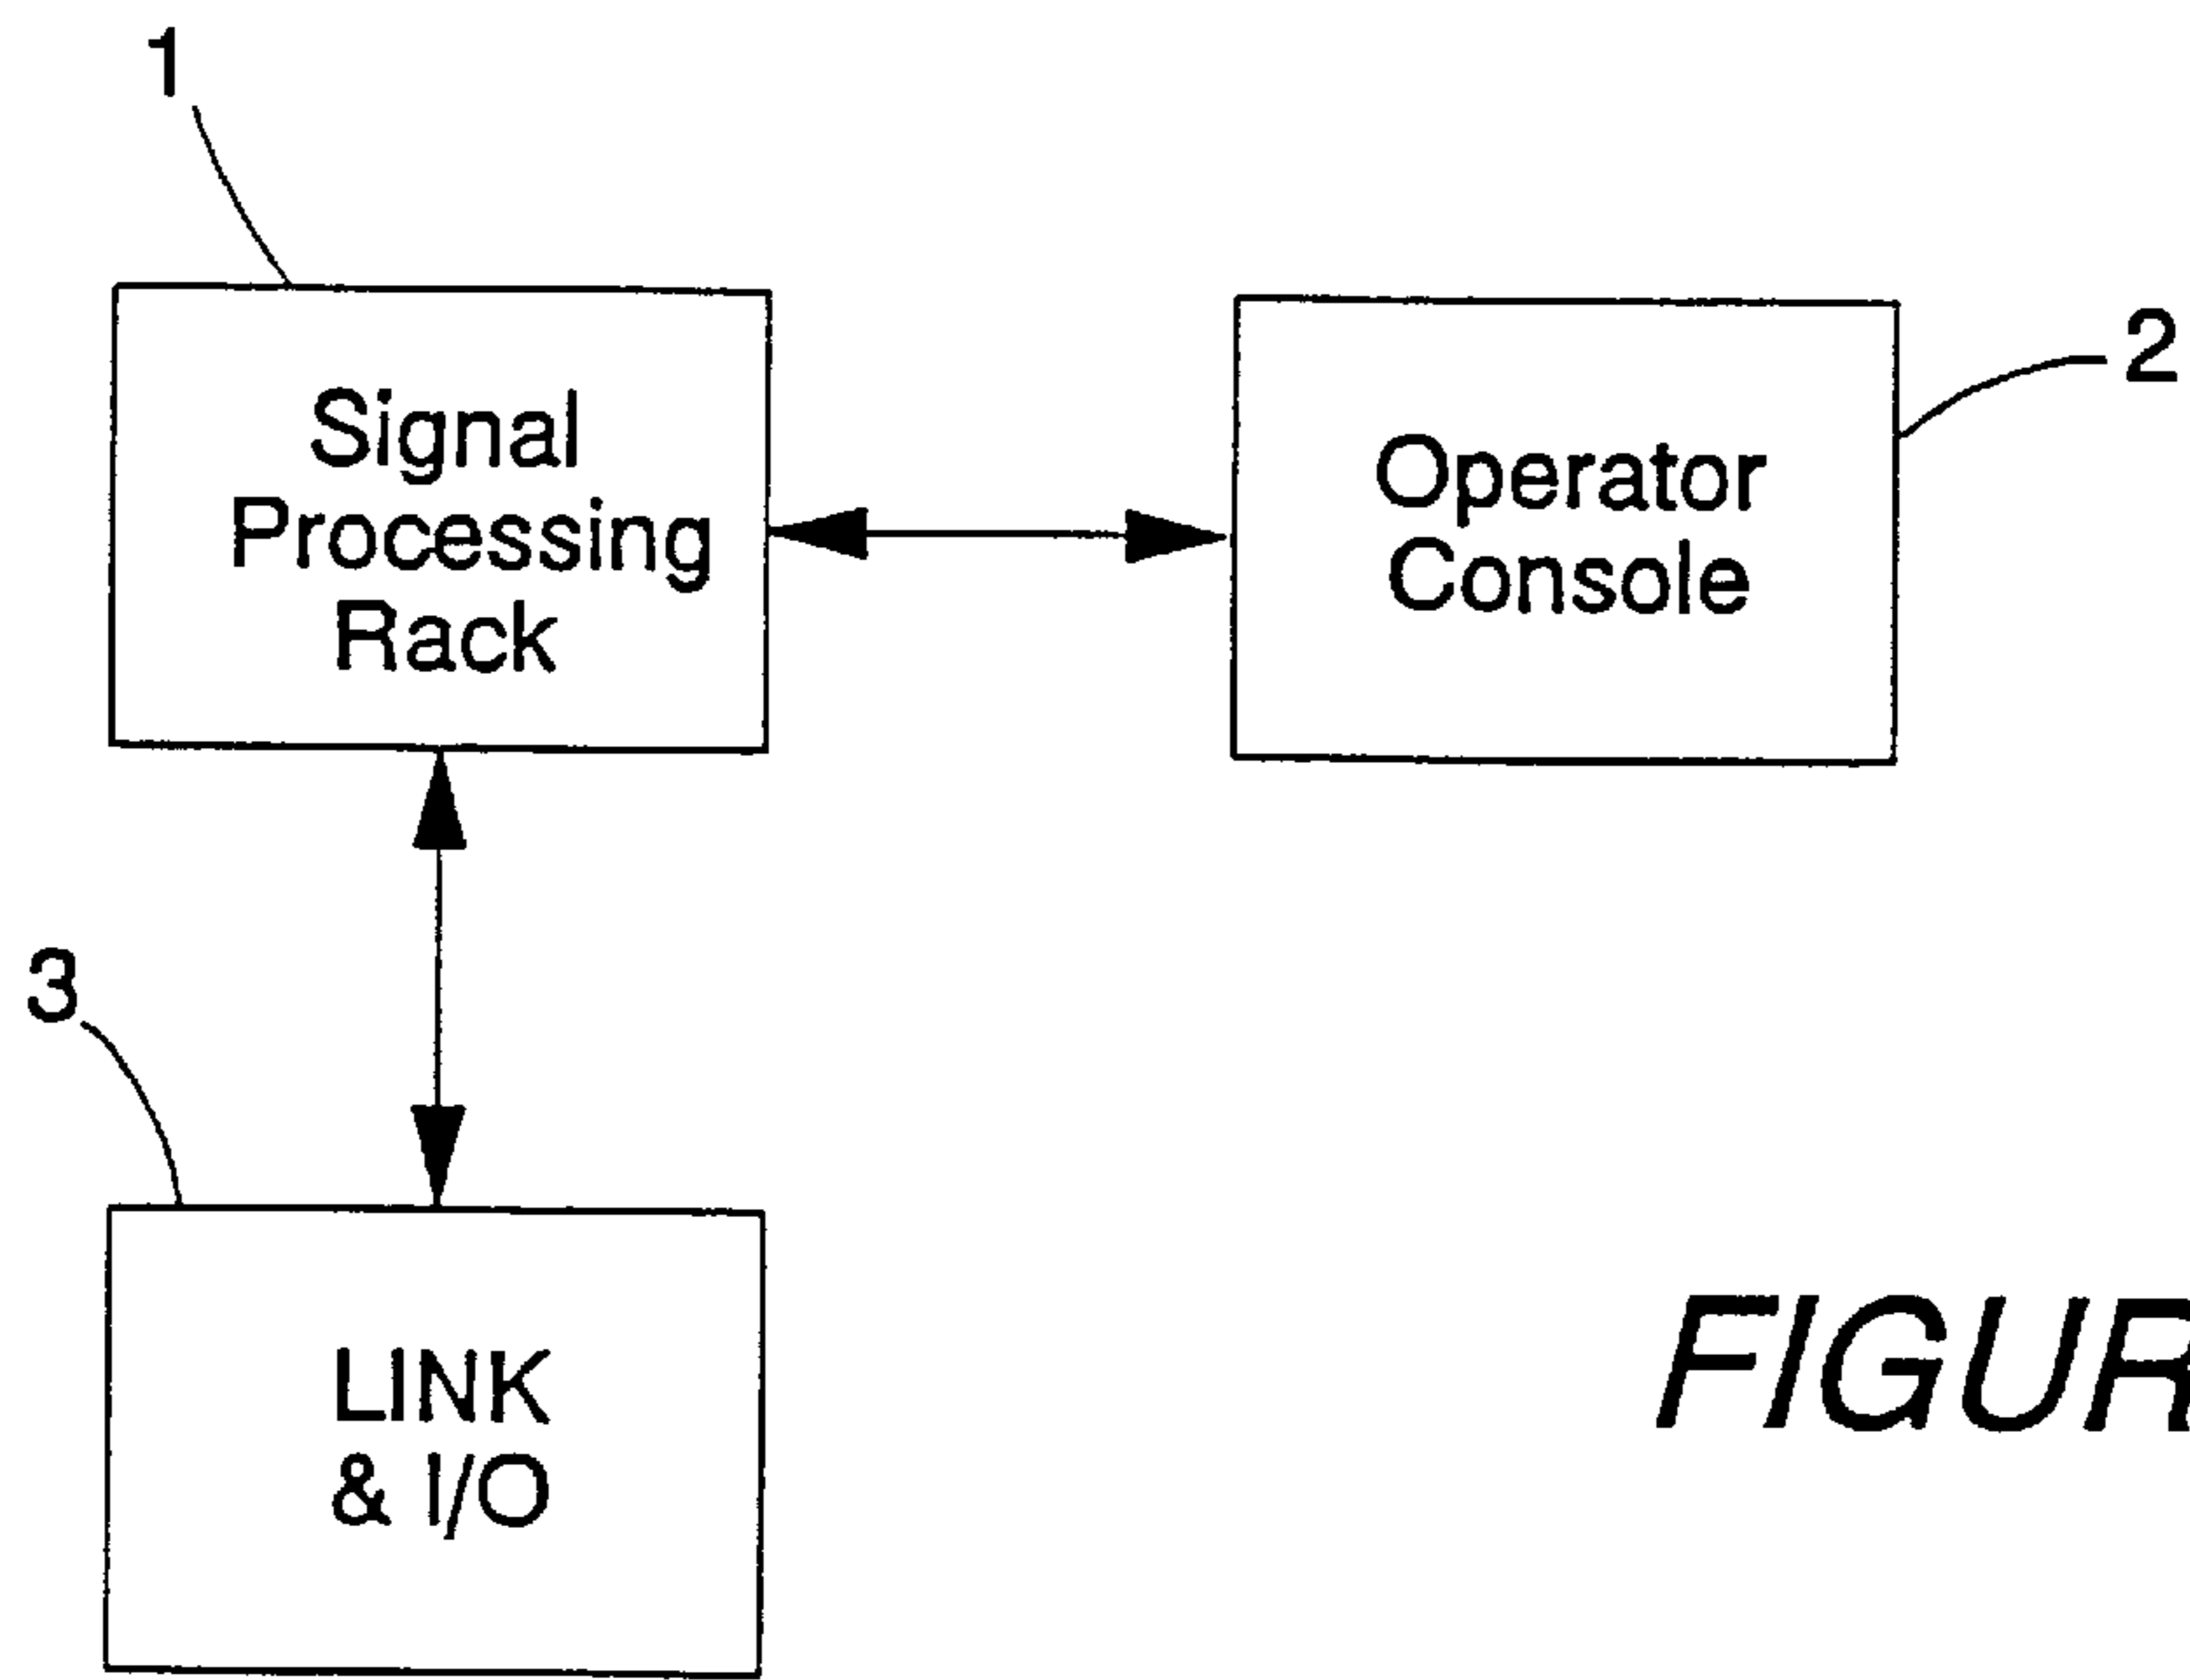 1
Signal
Processing
Rack
Operator
Console
2
3
LINK
& I/O
FIGUR